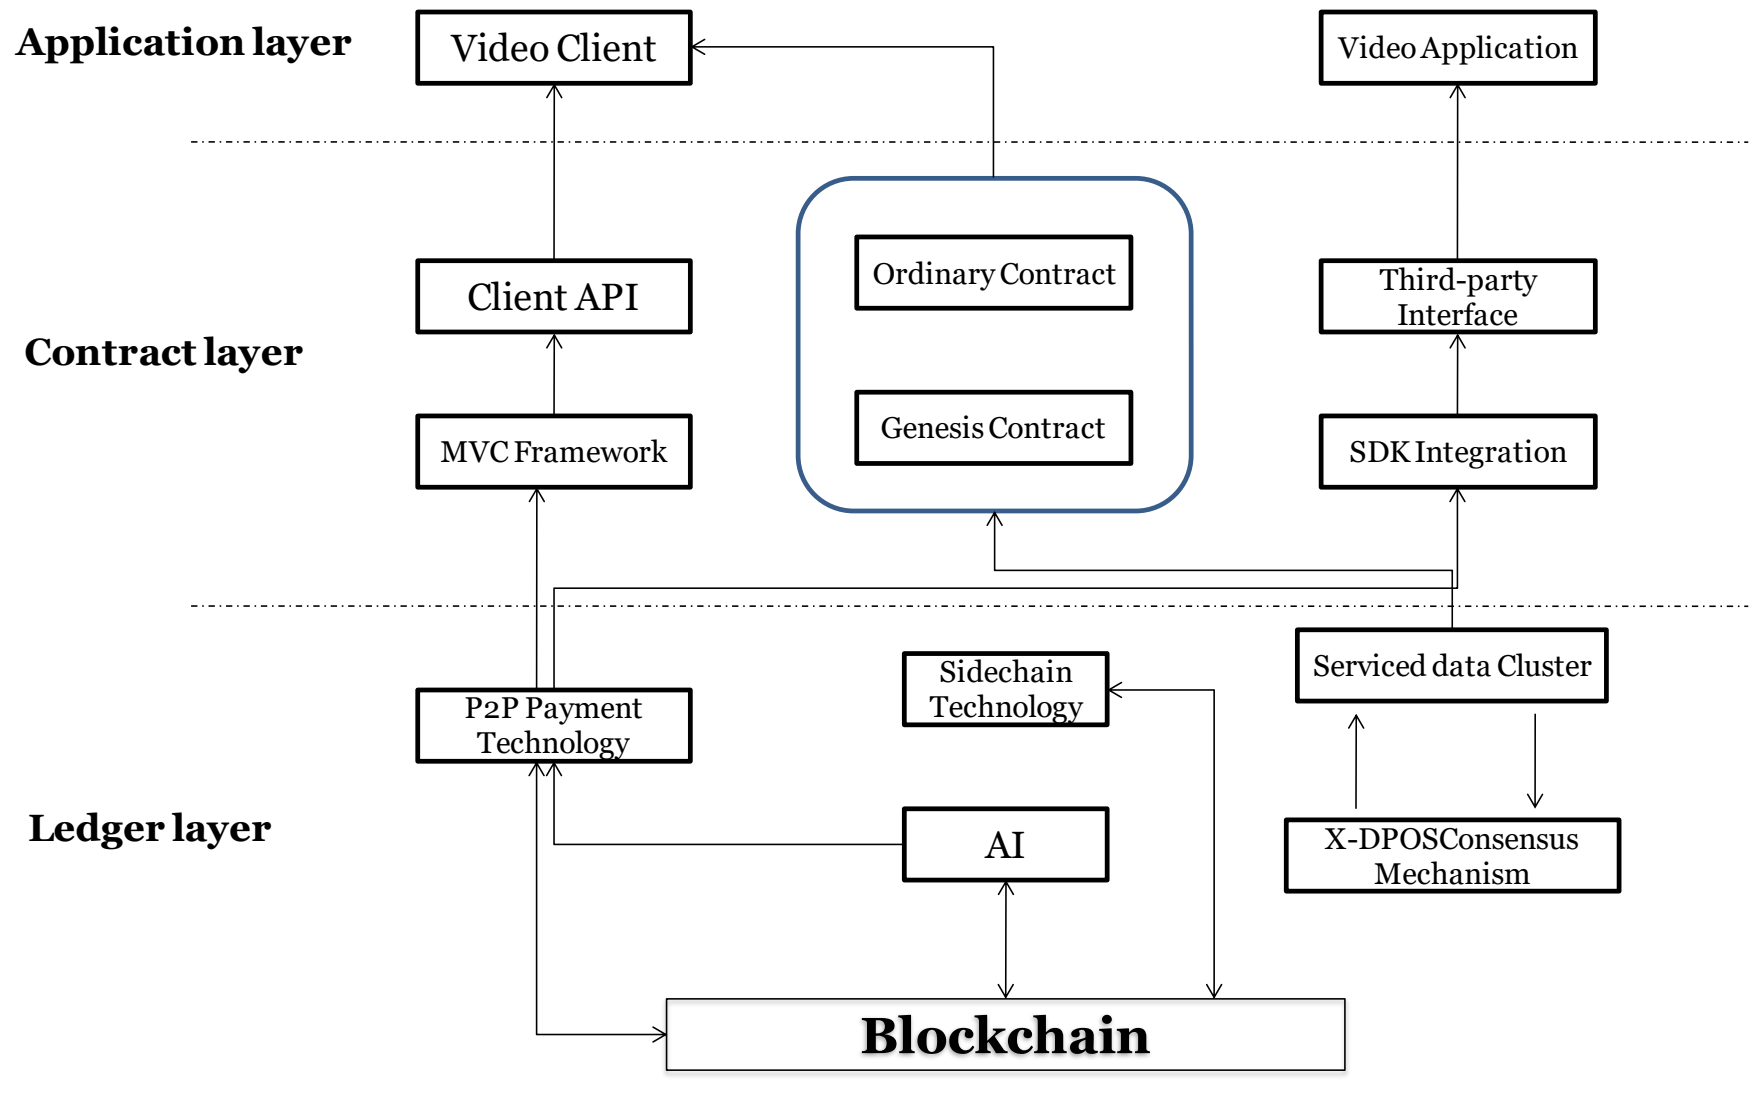 Application layer
Video Client
Video Application
Contract layer
Client API
MVC Framework
Ordinary Contract
Genesis Contract
Third-party
Interface
SDK Integration
Ledger layer
P2P Payment
Technology
Sidechain
Technology
AI
Serviced data Cluster
X-DPOSConsensus
Mechanism
Blockchain